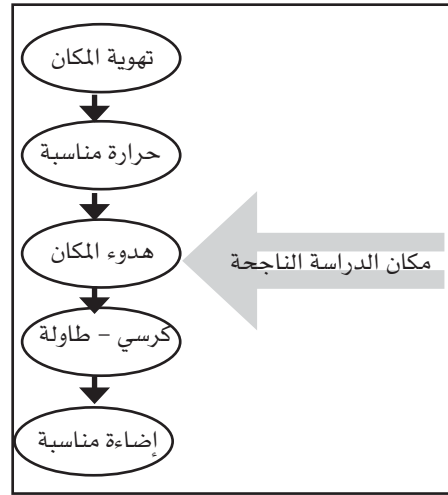 تهوية المكان
حرارة مناسبة
هدوء المكان
مكان الدراسة الناجحة
كرسي – طاولة
إضاءة مناسبة